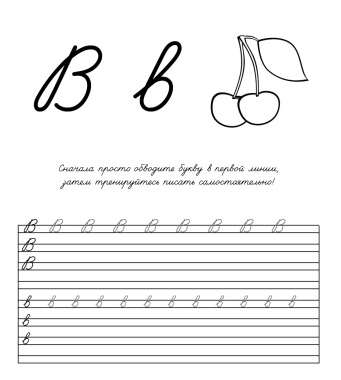 В в
Сначала просто обводите букву в первой линии,
затем тренируйтесь писать самостоятельно!
В В В В В В В В В
В
В
в в в в в в в в в в в в
в
в